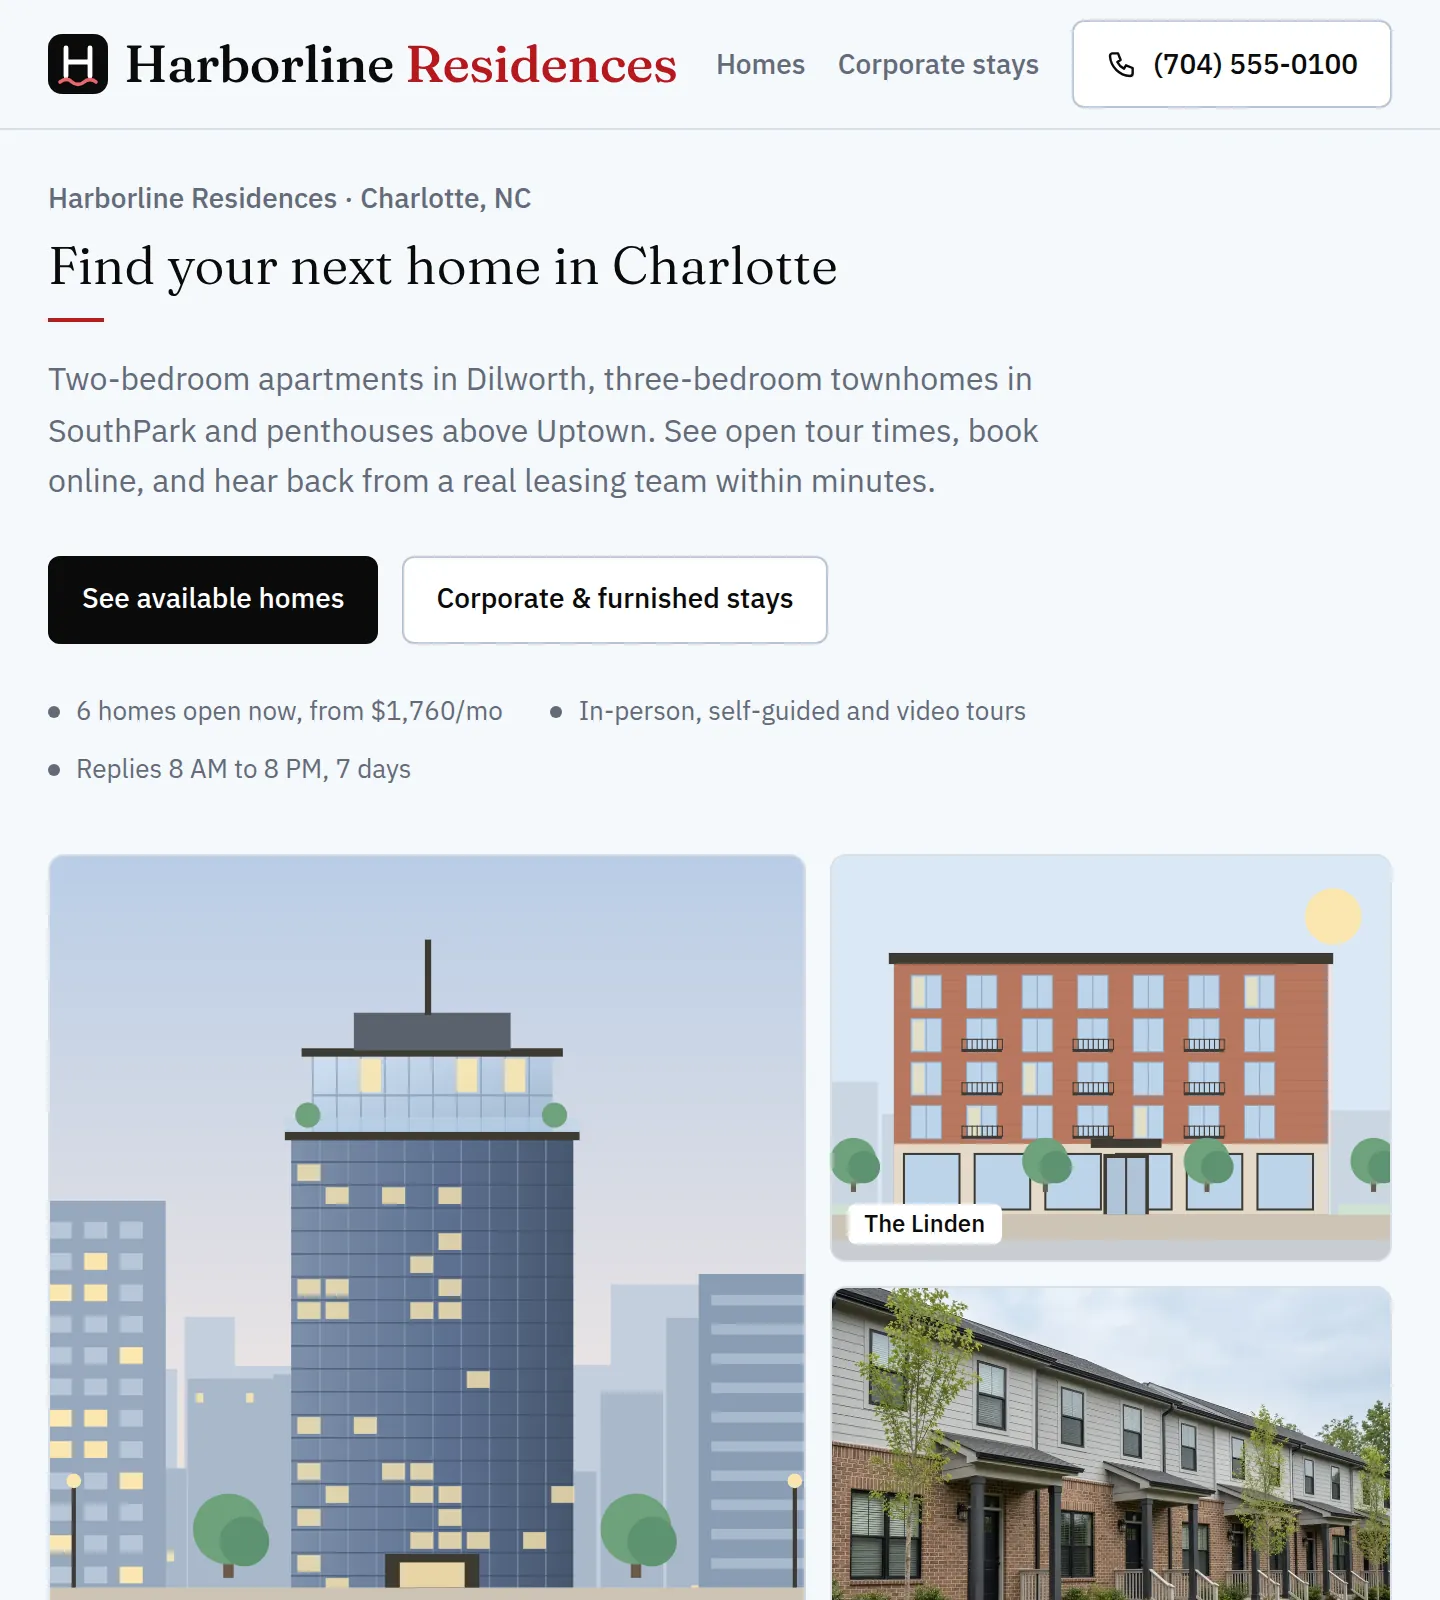 H Harborline Residences Homes Corporate stays (704) 555-0100
Harborline Residences · Charlotte, NC
Find your next home in Charlotte
Two-bedroom apartments in Dilworth, three-bedroom townhomes in
SouthPark and penthouses above Uptown. See open tour times, book
online, and hear back from a real leasing team within minutes.
See available homes Corporate & furnished stays
6 homes open now, from $1,760/mo In-person, self-guided and video tours
Replies 8 AM to 8 PM, 7 days
The Linden